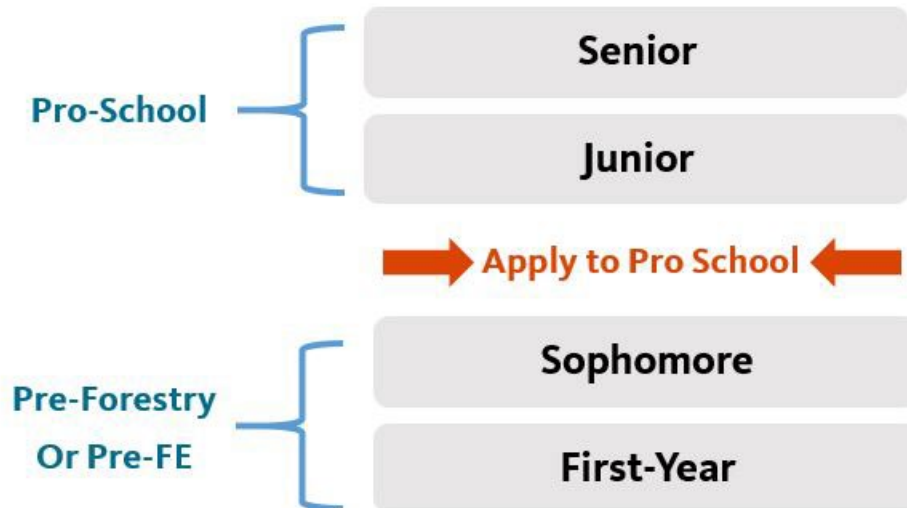 Senior
Pro-School
Junior
Apply to Pro School
Sophomore
Pre-Forestry
Or Pre-FE
First-Year